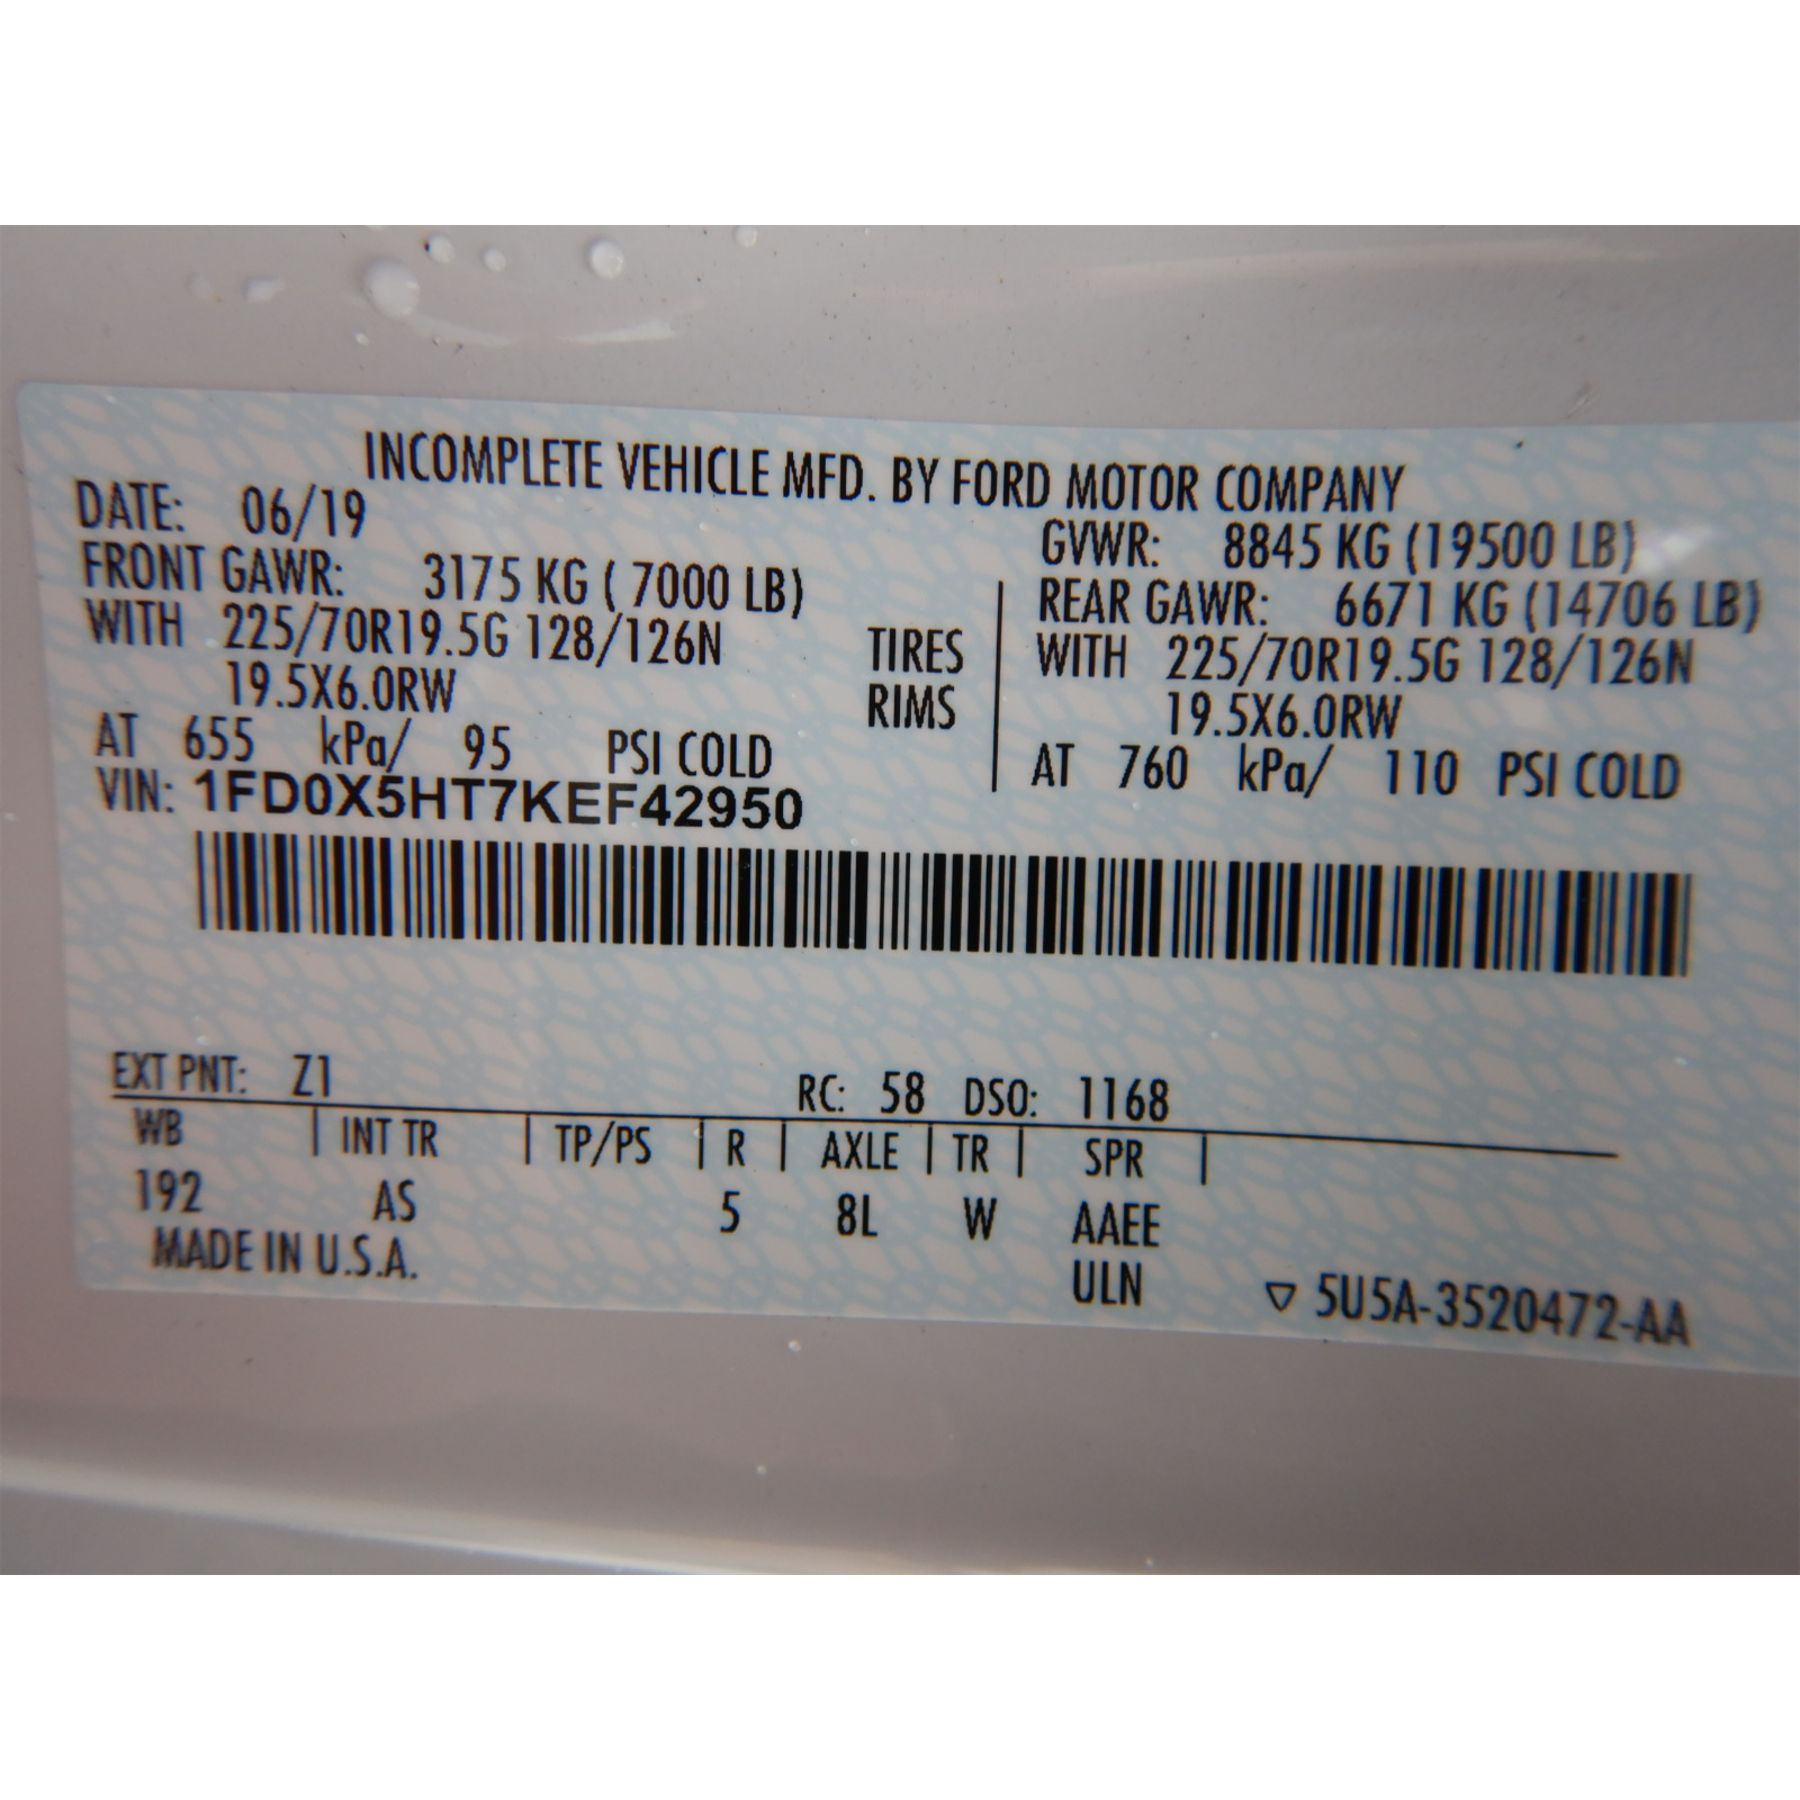 INCOMPLETE VEHICLE MFD. BY FORD MOTOR COMPANY
DATE: 06/19 GVWR: 8845 KG (19500 LB)
FRONT GAWR: 3175 KG ( 7000 LB) REAR GAWR: 6671 KG (14706 LB)
WITH 225/70R19.5G 128/126N TIRES WITH 225/70R19.5G 128/126N
19.5X6.0RW RIMS 19.5X6.0RW
AT 655 kPa/ 95 PSI COLD AT 760 kPa/ 110 PSI COLD
VIN: 1FD0X5HT7KEF42950
EXT PNT: Z1 RC: 58 DSO: 1168
WB | INT TR | TP/PS | R | AXLE | TR | SPR |
192 AS 5 8L W AAEE
MADE IN U.S.A. ULN ▽ 5U5A-3520472-AA